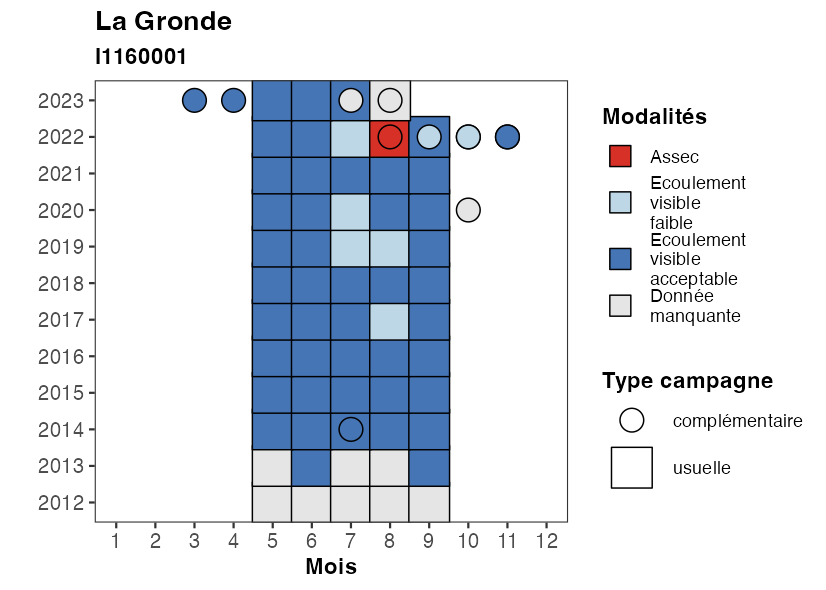 La Gronde
I1160001
2023
2022
2021
2020
2019
2018
2017
2016
2015
2014
2013
2012
1 2 3 4 5 6 7 8 9 10 11 12
Mois
Modalités
Assec
Ecoulement
visible
faible
Ecoulement
visible
acceptable
Donnée
manquante
Type campagne
complémentaire
usuelle